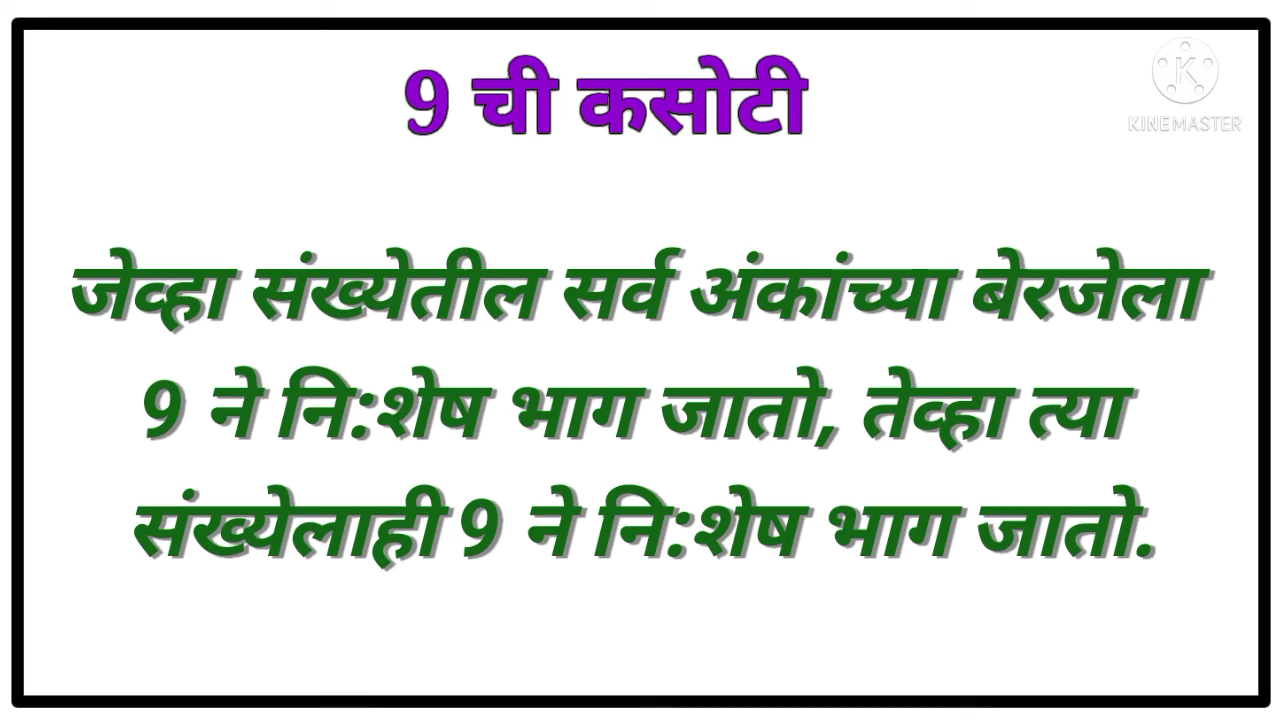 9 ची कसोटी
KINEMASTER
जेव्हा संख्येतील सर्व अंकांच्या बेरजेला
9 ने नि:शेष भाग जातो, तेव्हा त्या
संख्येलाही 9 ने नि:शेष भाग जातो.